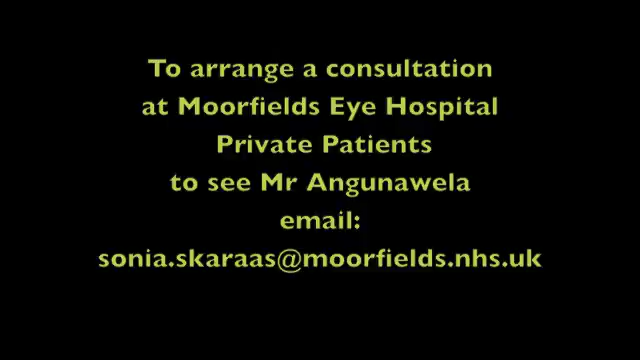 To arrange a consultation
at Moorfields Eye Hospital
Private Patients
to see Mr Angunawela
email:
sonia.skaraas@moorfields.nhs.uk